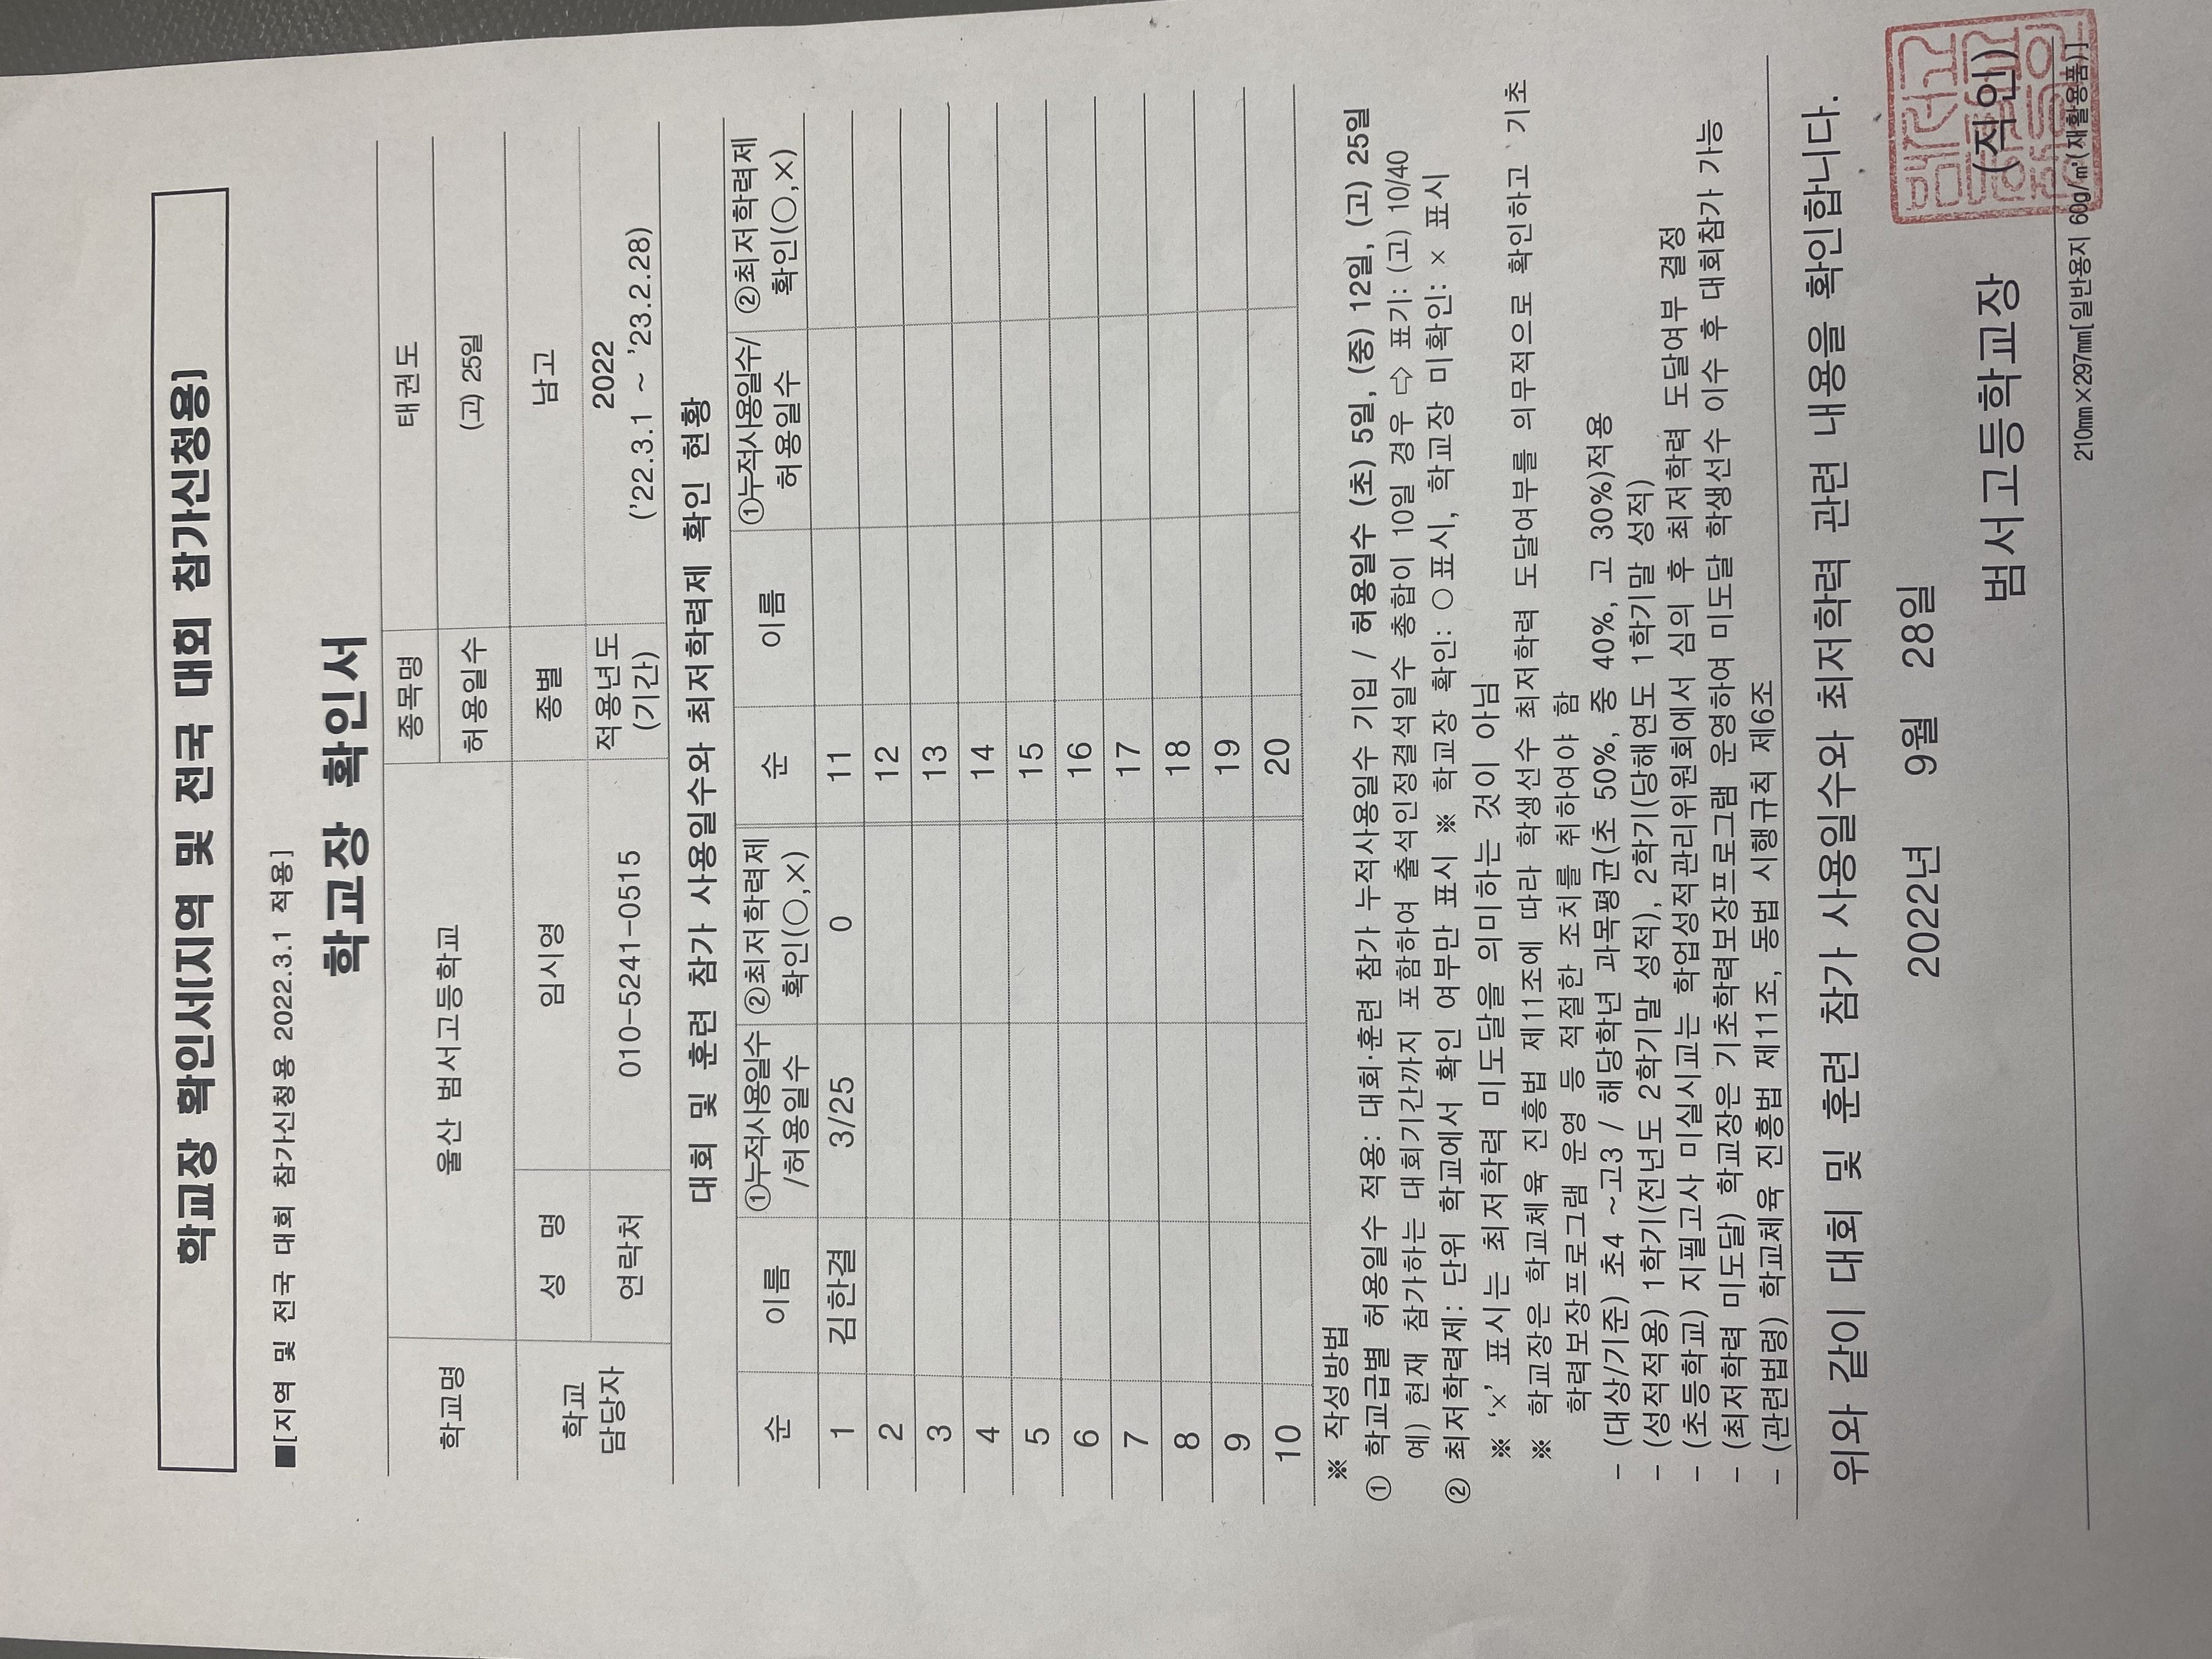 학교장 확인서(지역 및 전국 대회 참가신청용)
■[지역 및 전국 대회 참가신청용 2022.3.1 적용]
학교장 확인서
학교명 울산 범서고등학교 종목명 태권도
허용일수 (고) 25일
학교 담당자 성 명 임시영 종별 남고
연락처 010-5241-0515 적용년도 (기간) 2022 ('22.3.1 ~ '23.2.28)
대회 및 훈련 참가 사용일수와 최저학력제 확인 현황
순 이름 ①누적사용일수/허용일수 ②최저학력제 확인(○,×) 순 이름 ①누적사용일수/허용일수 ②최저학력제 확인(○,×)
1 김한결 3/25 0 11
2 12
3 13
4 14
5 15
6 16
7 17
8 18
9 19
10 20
※ 작성방법
① 학교급별 허용일수 적용: 대회·훈련 참가 누적사용일수 기입 / 허용일수 (초) 5일, (중) 12일, (고) 25일
예) 현재 참가하는 대회기간까지 포함하여 출석인정결석일수 총합이 10일 경우 ⇨ 표기: (고) 10/40
② 최저학력제: 단위 학교에서 확인 여부만 표시 ※ 학교장 확인: ○ 표시, 학교장 미확인: × 표시
※ '×' 표시는 최저학력 미도달을 의미하는 것이 아님
※ 학교장은 학교체육 진흥법 제11조에 따라 학생선수 최저학력 도달여부를 의무적으로 확인하고 기초
학력보장프로그램 운영 등 적절한 조치를 취하여야 함
- (대상/기준) 초4 ~고3 / 해당학년 과목평균(초 50%, 중 40%, 고 30%)적용
- (성적적용) 1학기(전년도 2학기말 성적), 2학기(당해연도 1학기말 성적)
- (초등학교) 지필고사 미실시교는 학업성적관리위원회에서 심의 후 최저학력 도달여부 결정
- (최저학력 미도달) 학교장은 기초학력보장프로그램 운영하여 미도달 학생선수 이수 후 대회참가 가능
- (관련법령) 학교체육 진흥법 제11조, 동법 시행규칙 제6조
위와 같이 대회 및 훈련 참가 사용일수와 최저학력 관련 내용을 확인합니다.
2022년 9월 28일
범서고등학교장 (직인)
210㎜×297㎜[일반용지 60g/㎡(재활용품)]